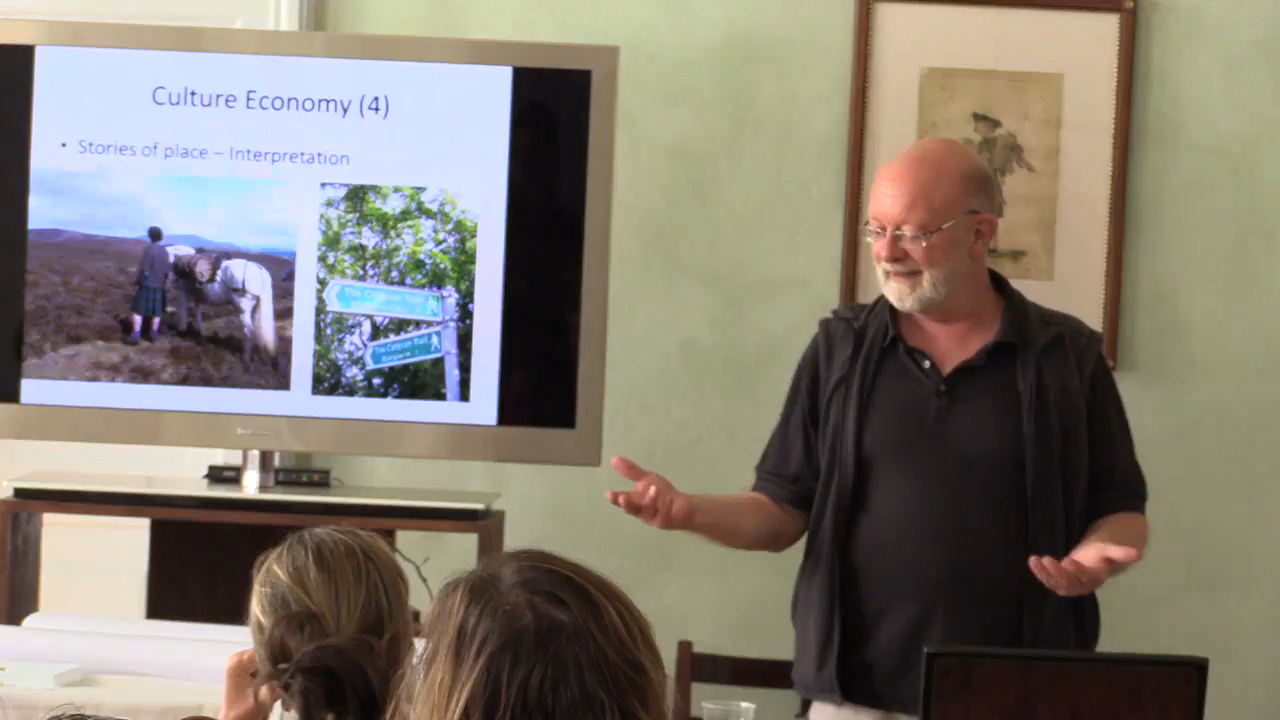 Culture Economy (4)
• Stories of place – Interpretation
The Cateran Trail
The Cateran Trail